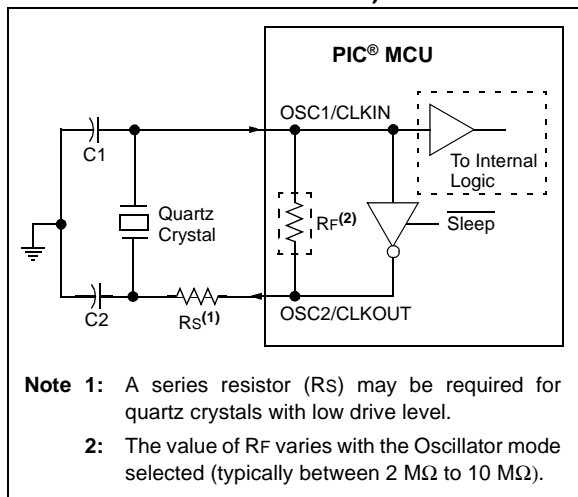 PIC® MCU
OSC1/CLKIN
C1
To Internal
Logic
Quartz
Crystal
RF(2)
Sleep
C2
RS(1)
OSC2/CLKOUT
Note 1: A series resistor (RS) may be required for
quartz crystals with low drive level.
2: The value of RF varies with the Oscillator mode
selected (typically between 2 MΩ to 10 MΩ).